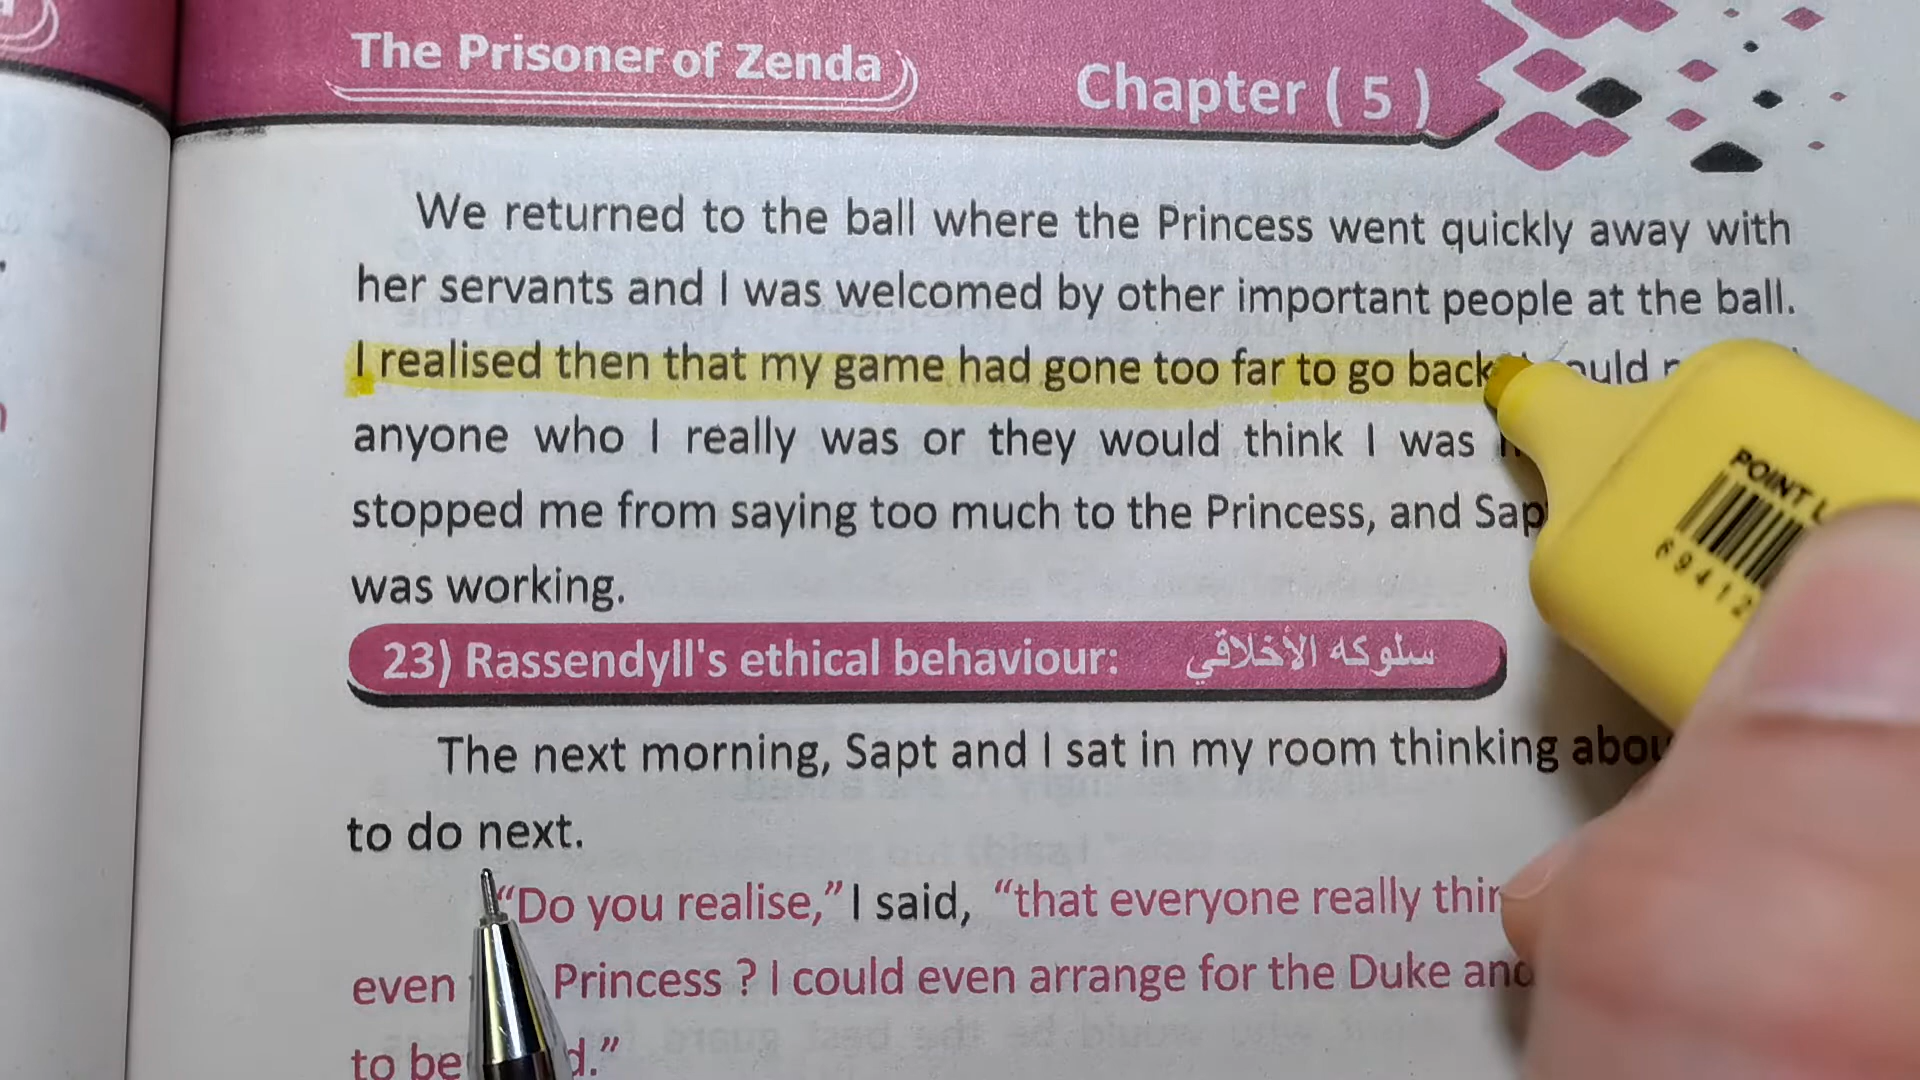 The Prisoner of Zenda
Chapter ( 5 )
We returned to the ball where the Princess went quickly away with
her servants and I was welcomed by other important people at the ball.
I realised then that my game had gone too far to go back
anyone who I really was or they would think I was
stopped me from saying too much to the Princess, and
was working.
23) Rassendyll's ethical behaviour: سلوكه الأخلاقي
The next morning, Sapt and I sat in my room thinking
to do next.
“Do you realise,” I said, “that everyone really
even Princess ? I could even arrange for the Duke
to be
POINT
69412